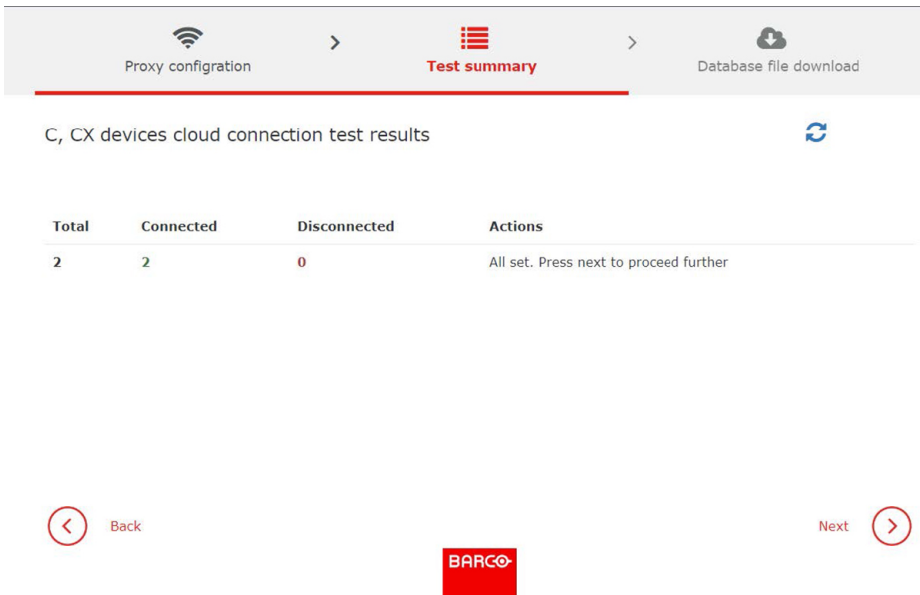 Proxy configration
Test summary
Database file download
C, CX devices cloud connection test results
Total Connected Disconnected Actions
2 2 0 All set. Press next to proceed further
Back
Next
BARCO